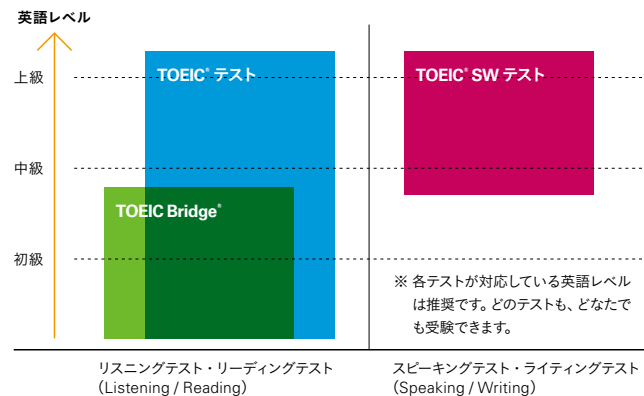 英語レベル
上級
TOEIC® テスト
TOEIC® SW テスト
中級
TOEIC Bridge®
初級
※ 各テストが対応している英語レベル
は推奨です。どのテストも、どなたで
も受験できます。
リスニングテスト・リーディングテスト
(Listening / Reading)
スピーキングテスト・ライティングテスト
(Speaking / Writing)